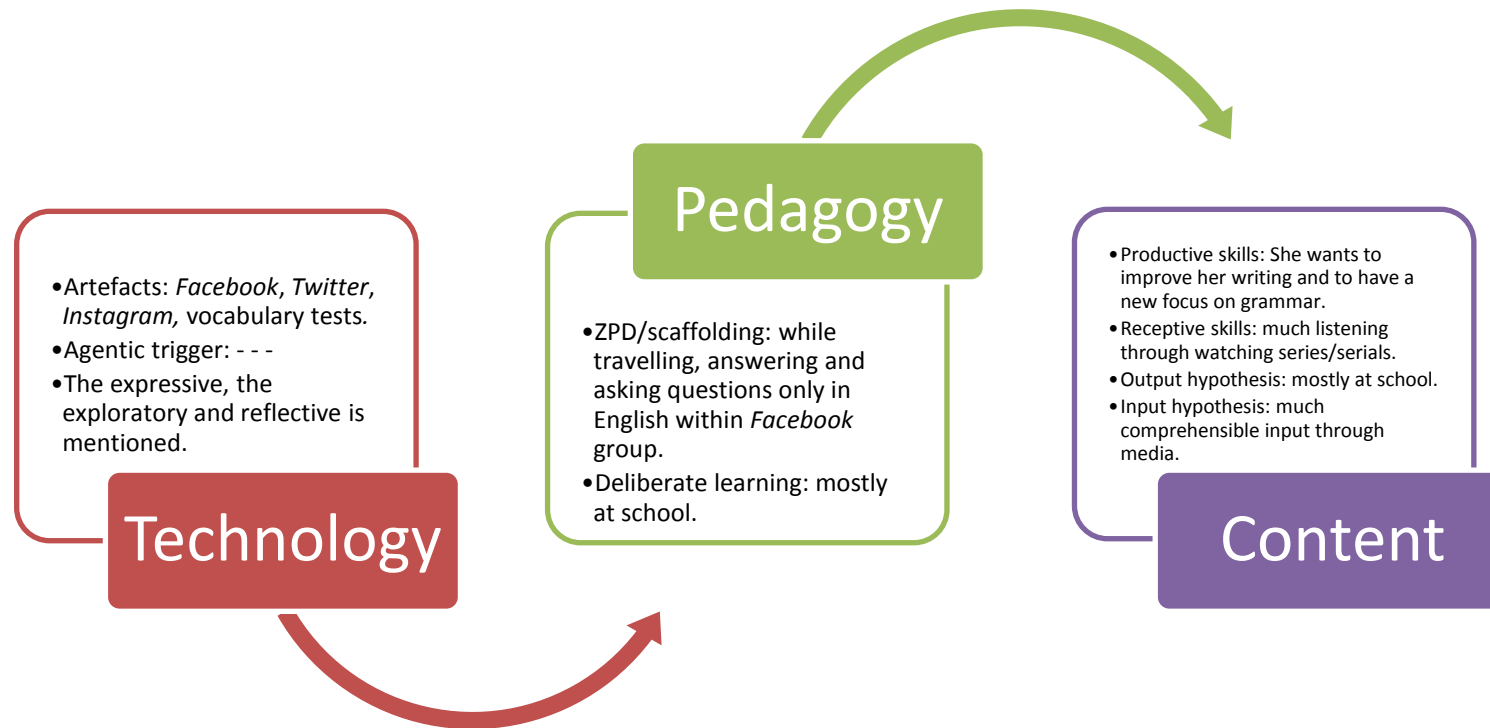 •Artefacts: Facebook, Twitter,
Instagram, vocabulary tests.
•Agentic trigger: - - -
•The expressive, the
exploratory and reflective is
mentioned.
Technology
Pedagogy
•ZPD/scaffolding: while
travelling, answering and
asking questions only in
English within Facebook
group.
•Deliberate learning: mostly
at school.
•Productive skills: She wants to
improve her writing and to have a
new focus on grammar.
•Receptive skills: much listening
through watching series/serials.
•Output hypothesis: mostly at school.
•Input hypothesis: much
comprehensible input through
media.
Content